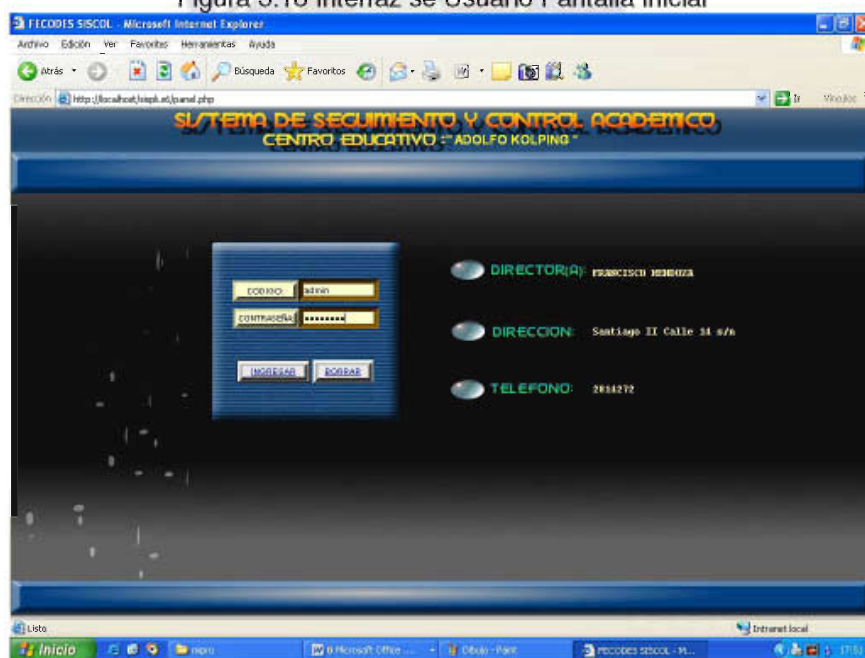 Figura 3.18 Interfaz se Usuario Pantalla Inicial
FECODES SISCOL - Microsoft Internet Explorer
Archivo Edición Ver Favoritos Herramientas Ayuda
Atrás Búsqueda Favoritos
Dirección Ir Vínculos
SISTEMA DE SEGUIMIENTO Y CONTROL ACADEMICO
CENTRO EDUCATIVO : "ADOLFO KOLPING"
DIRECTOR(A): FRANCISCO MENDOZA
CODIGO: admin
CONTRASEÑA:
DIRECCION: Santiago II Calle 14 s/n
INGRESAR BORRAR
TELEFONO:
Listo Intranet local
Inicio Microsoft Office ... Dibujo - Paint FECODES SISCOL - M...